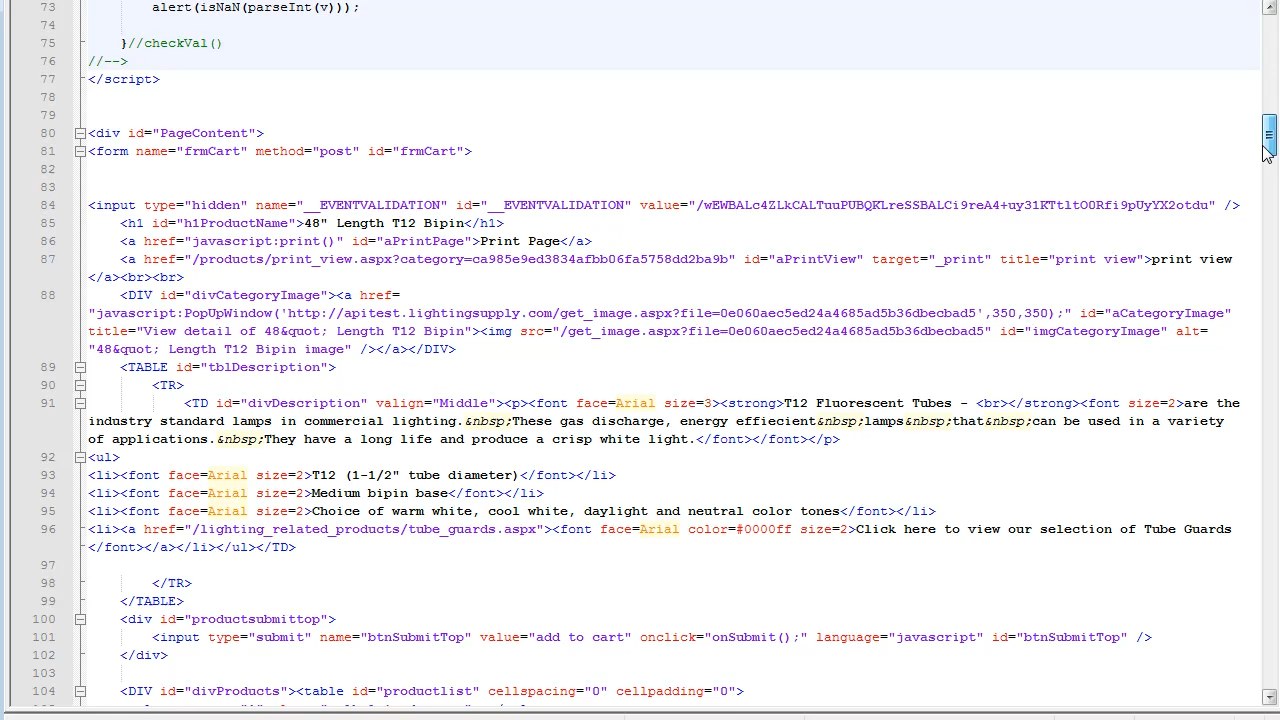 73 alert(isNaN(parseInt(v)));
74
75 }//checkVal()
76 //-->
77 </script>
78
79
80 <div id="PageContent">
81 <form name="frmCart" method="post" id="frmCart">
82
83
84 <input type="hidden" name="__EVENTVALIDATION" id="__EVENTVALIDATION" value="/wEWBALc4ZLkCALTuuPUBQKLreSSBALCi9reA4+uy31KTtltO0Rfi9pUyYX2otdu" />
85 <h1 id="h1ProductName">48" Length T12 Bipin</h1>
86 <a href="javascript:print()" id="aPrintPage">Print Page</a>
87 <a href="/products/print_view.aspx?category=ca985e9ed3834afbb06fa5758dd2ba9b" id="aPrintView" target="_print" title="print view">print view
</a><br><br>
88 <DIV id="divCategoryImage"><a href=
"javascript:PopUpWindow('http://apitest.lightingsupply.com/get_image.aspx?file=0e060aec5ed24a4685ad5b36dbecbad5',350,350);" id="aCategoryImage"
title="View detail of 48&quot; Length T12 Bipin"><img src="/get_image.aspx?file=0e060aec5ed24a4685ad5b36dbecbad5" id="imgCategoryImage" alt=
"48&quot; Length T12 Bipin image" /></a></DIV>
89 <TABLE id="tblDescription">
90 <TR>
91 <TD id="divDescription" valign="Middle"><p><font face=Arial size=3><strong>T12 Fluorescent Tubes - <br></strong><font size=2>are the
industry standard lamps in commercial lighting.&nbsp;These gas discharge, energy effiecient&nbsp;lamps&nbsp;that&nbsp;can be used in a variety
of applications.&nbsp;They have a long life and produce a crisp white light.</font></font></p>
92 <ul>
93 <li><font face=Arial size=2>T12 (1-1/2" tube diameter)</font></li>
94 <li><font face=Arial size=2>Medium bipin base</font></li>
95 <li><font face=Arial size=2>Choice of warm white, cool white, daylight and neutral color tones</font></li>
96 <li><a href="/lighting_related_products/tube_guards.aspx"><font face=Arial color=#0000ff size=2>Click here to view our selection of Tube Guards
</font></a></li></ul></TD>
97
98 </TR>
99 </TABLE>
100 <div id="productsubmittop">
101 <input type="submit" name="btnSubmitTop" value="add to cart" onclick="onSubmit();" language="javascript" id="btnSubmitTop" />
102 </div>
103
104 <DIV id="divProducts"><table id="productlist" cellspacing="0" cellpadding="0">